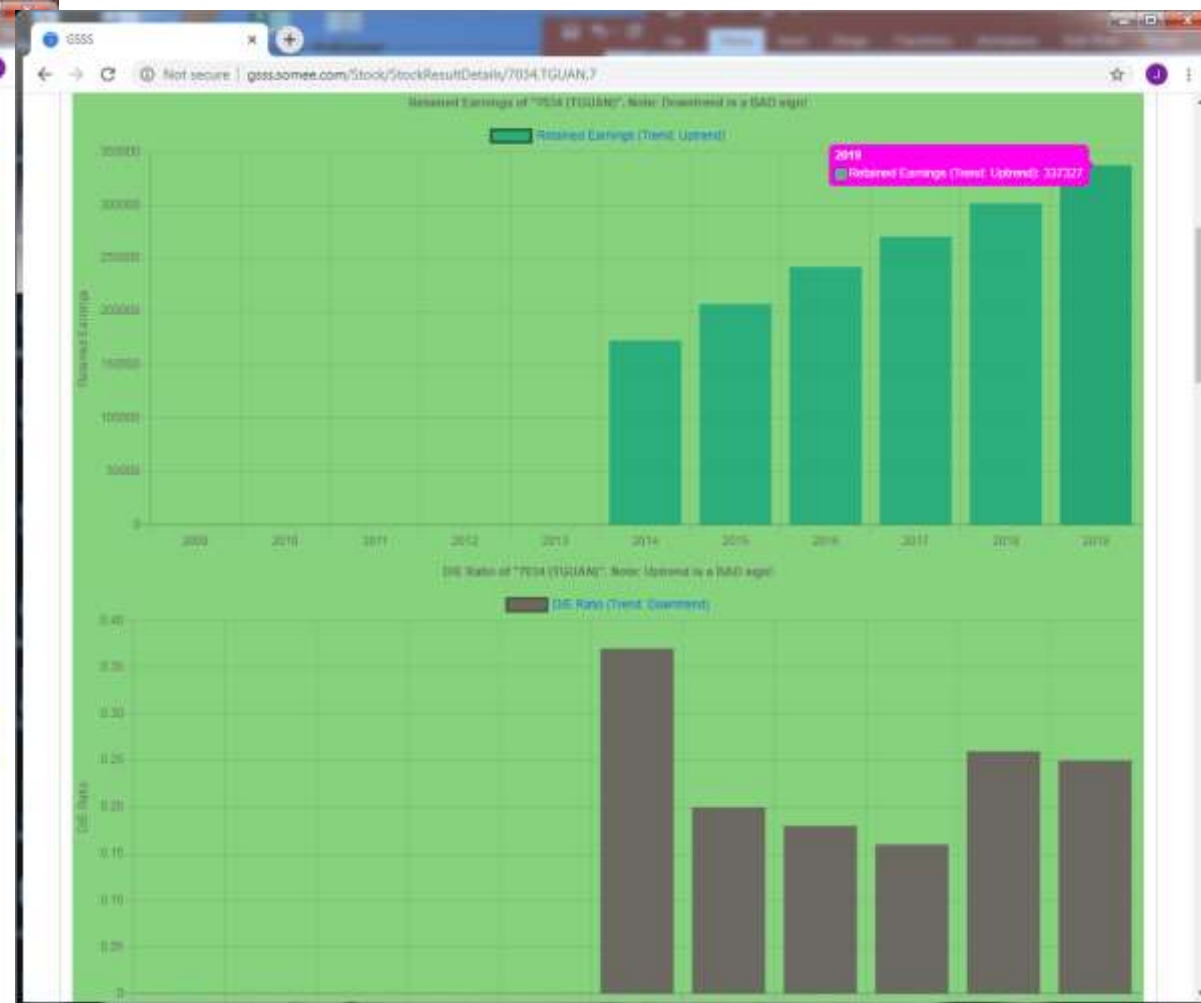 GSSS
Not secure | gsss.somee.com/Stock/StockResultDetails/7034.TGUAN.7
J
Retained Earnings of "7034 (TGUAN)". Note: Downtrend is a BAD sign!
Retained Earnings (Trend: Uptrend)
2019
Retained Earnings (Trend: Uptrend): 337327
350000
300000
250000
200000
150000
100000
50000
0
Retained Earnings
2009 2010 2011 2012 2013 2014 2015 2016 2017 2018 2019
D/E Ratio of "7034 (TGUAN)". Note: Uptrend is a BAD sign!
D/E Ratio (Trend: Downtrend)
0.40
0.35
0.30
0.25
0.20
0.15
0.10
0.05
0
D/E Ratio